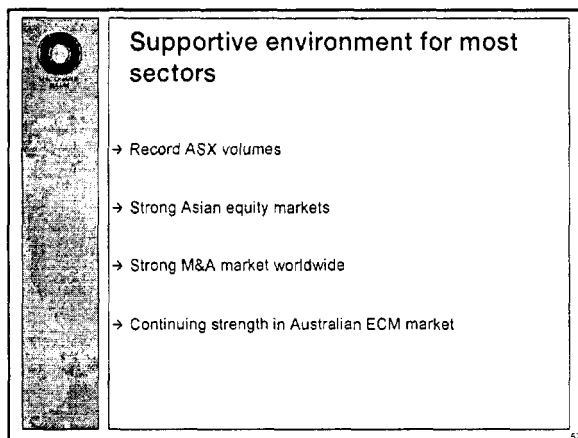 Supportive environment for most
sectors
→ Record ASX volumes
→ Strong Asian equity markets
→ Strong M&A market worldwide
→ Continuing strength in Australian ECM market